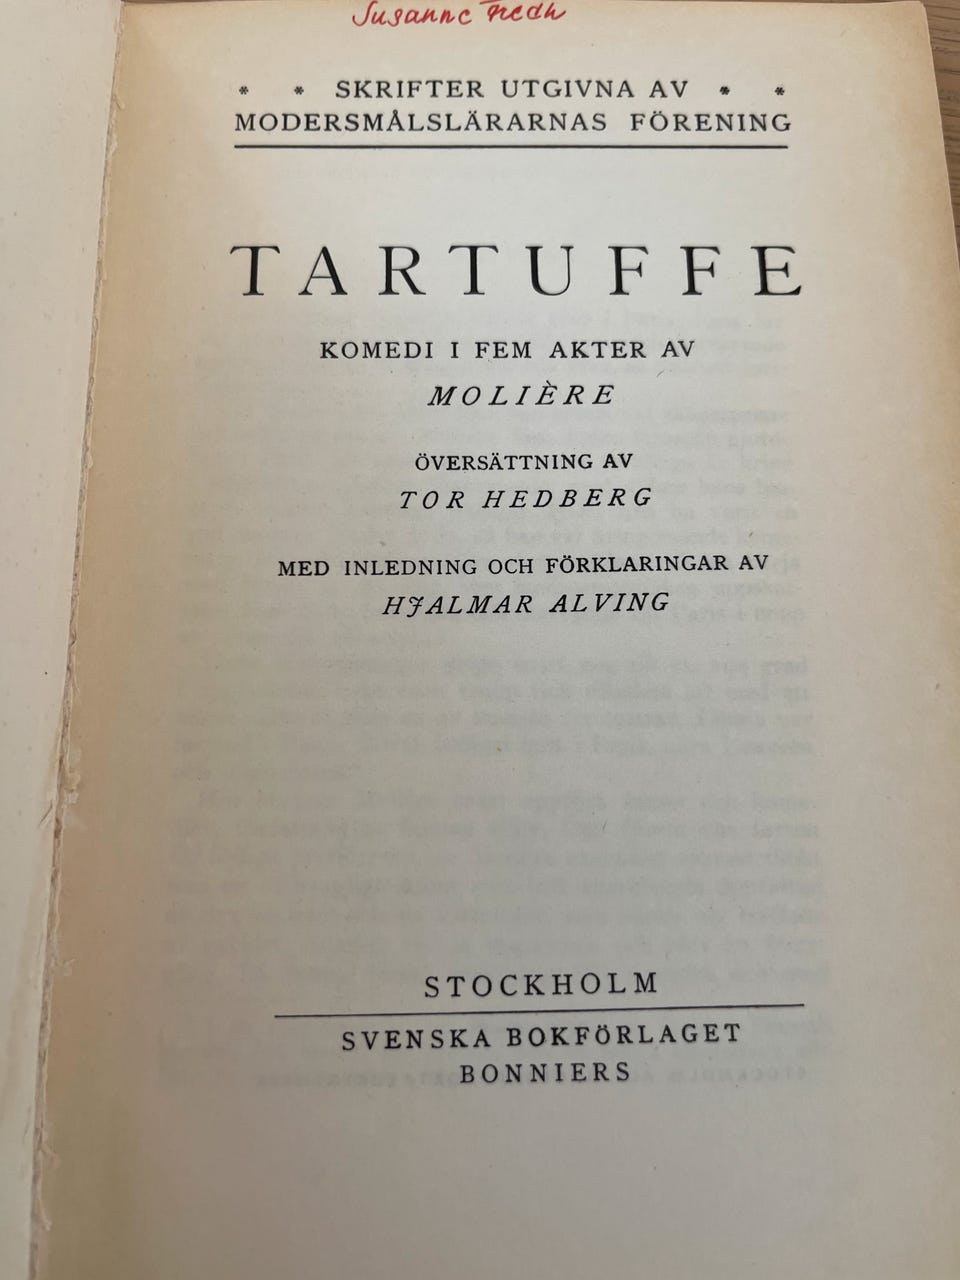 Susanne
* * SKRIFTER UTGIVNA AV * *
MODERSMÅLSLÄRARNAS FÖRENING
TARTUFFE
KOMEDI I FEM AKTER AV
MOLIÈRE
ÖVERSÄTTNING AV
TOR HEDBERG
MED INLEDNING OCH FÖRKLARINGAR AV
HJALMAR ALVING
STOCKHOLM
SVENSKA BOKFÖRLAGET
BONNIERS